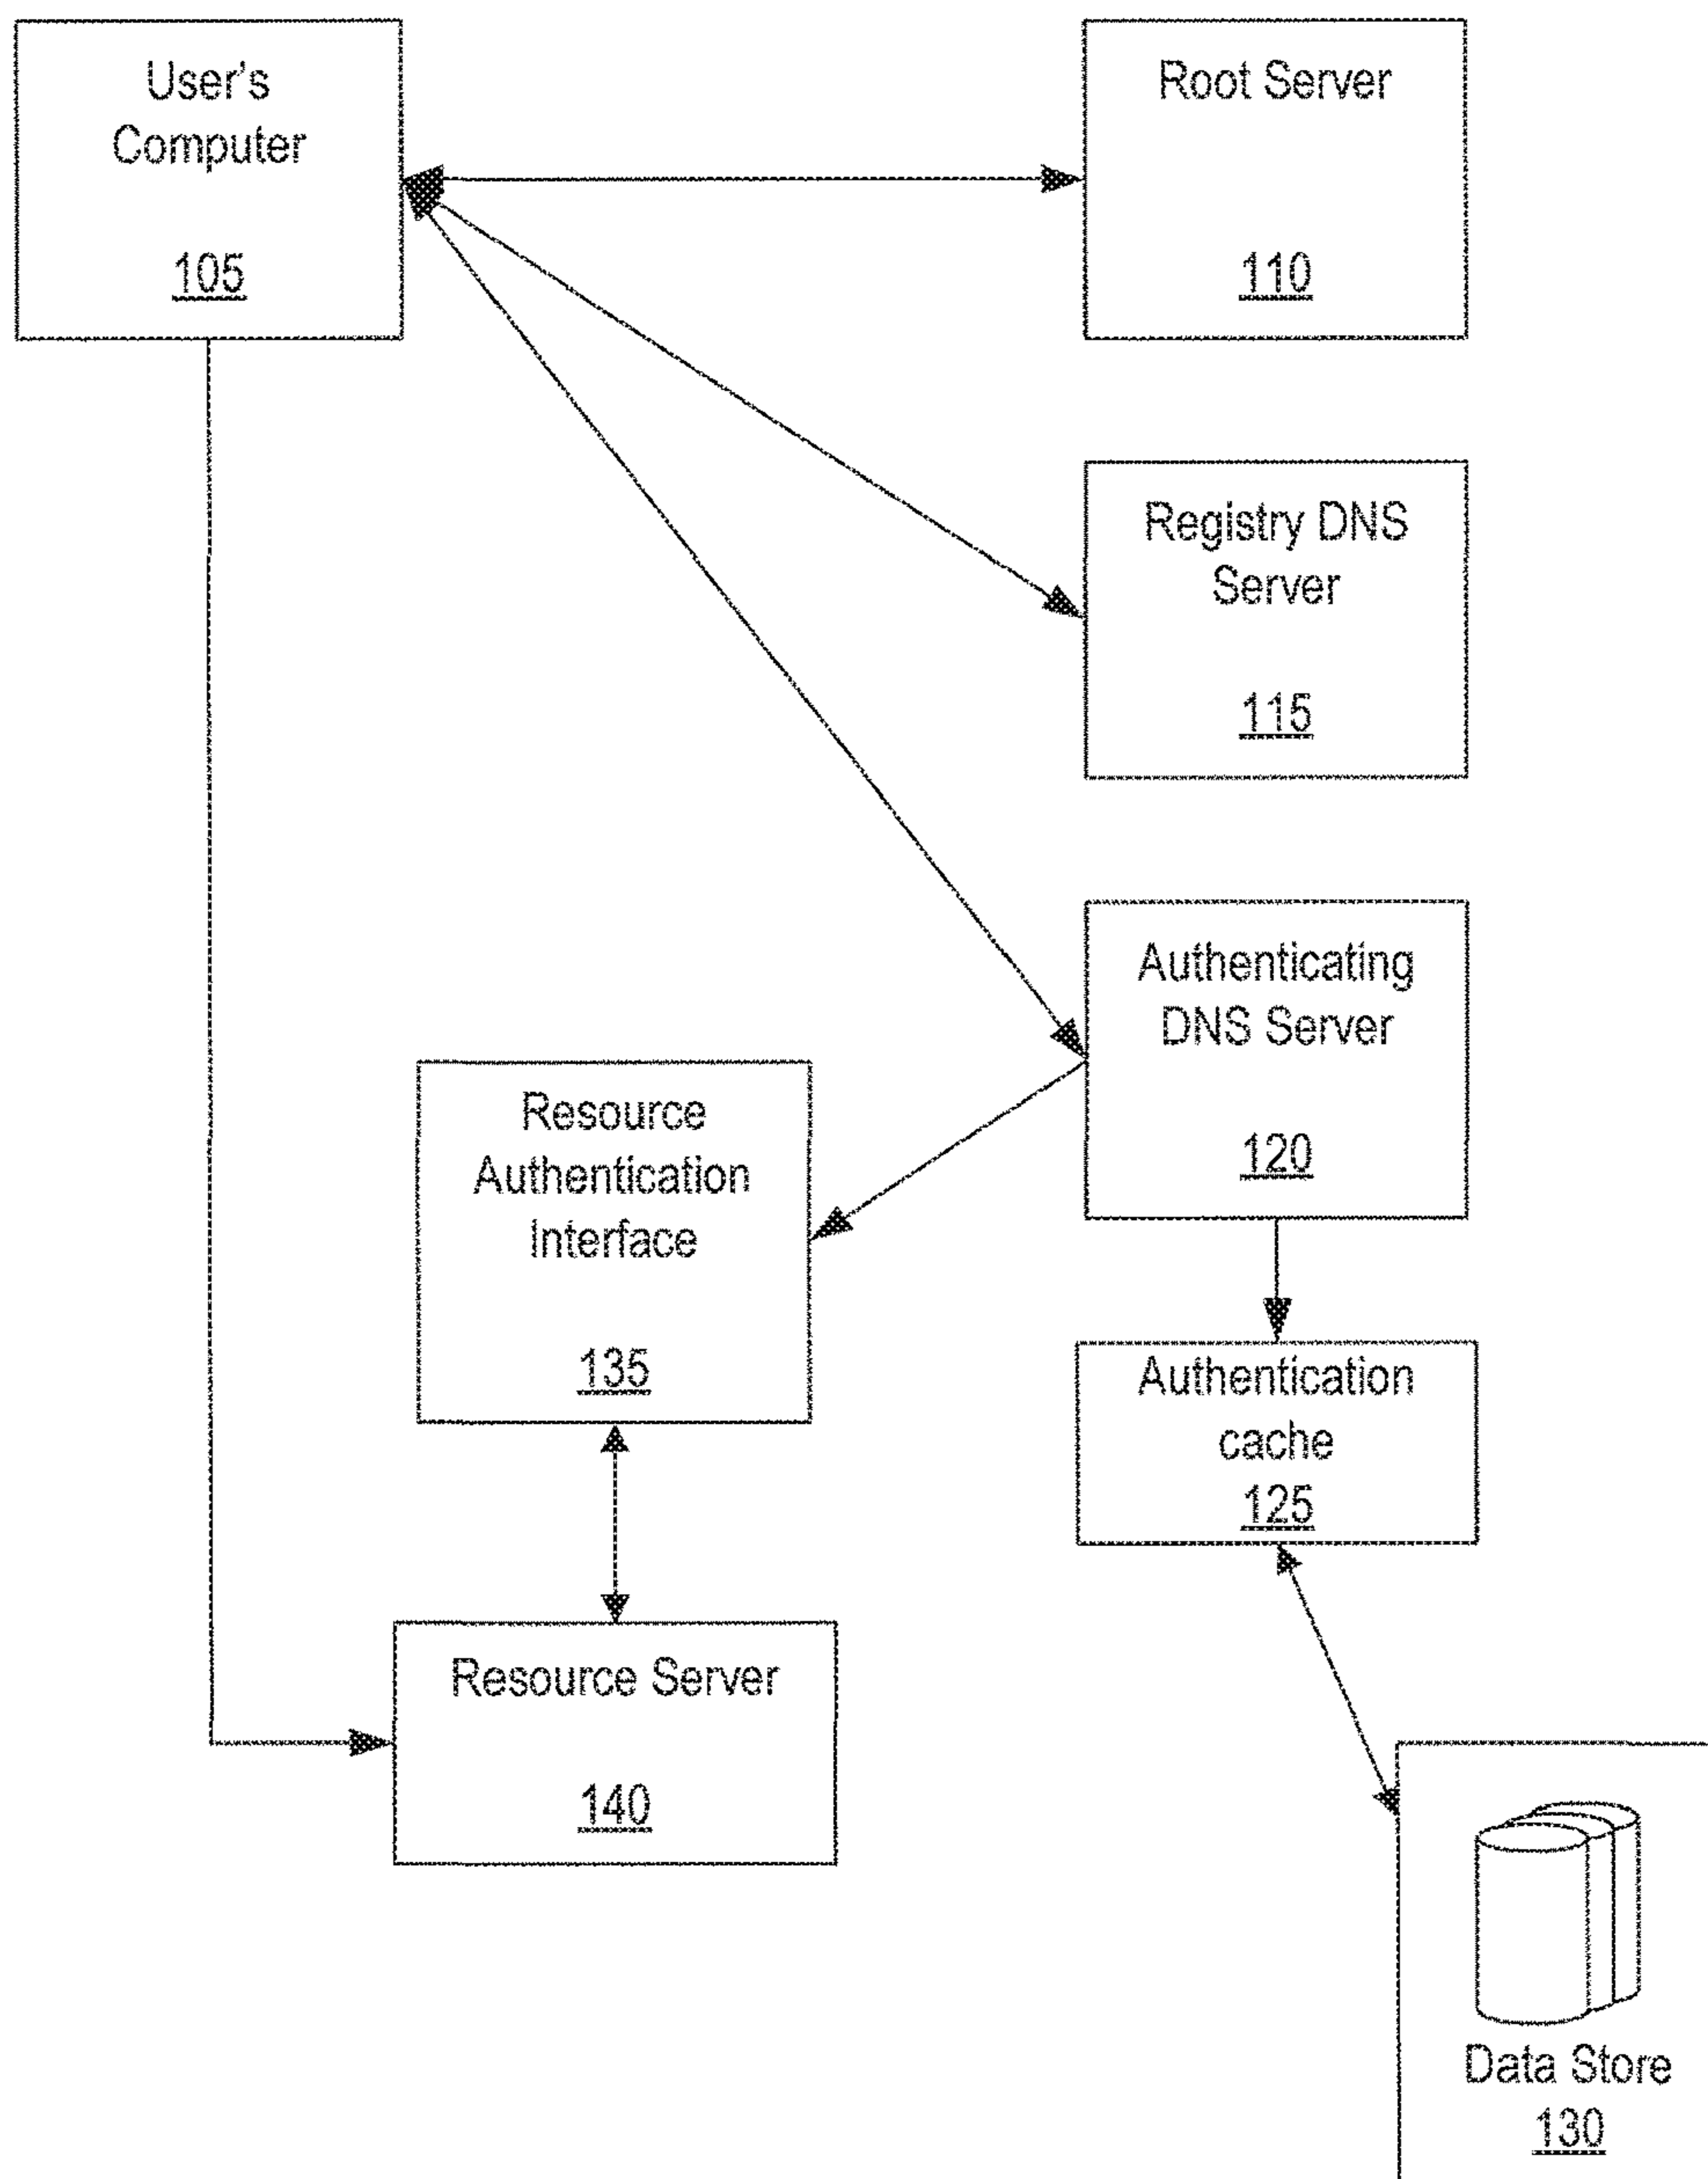 User's
Computer
105
Root Server
110
Registry DNS
Server
115
Authenticating
DNS Server
120
Resource
Authentication
Interface
135
Authentication
cache
125
Resource Server
140
Data Store
130